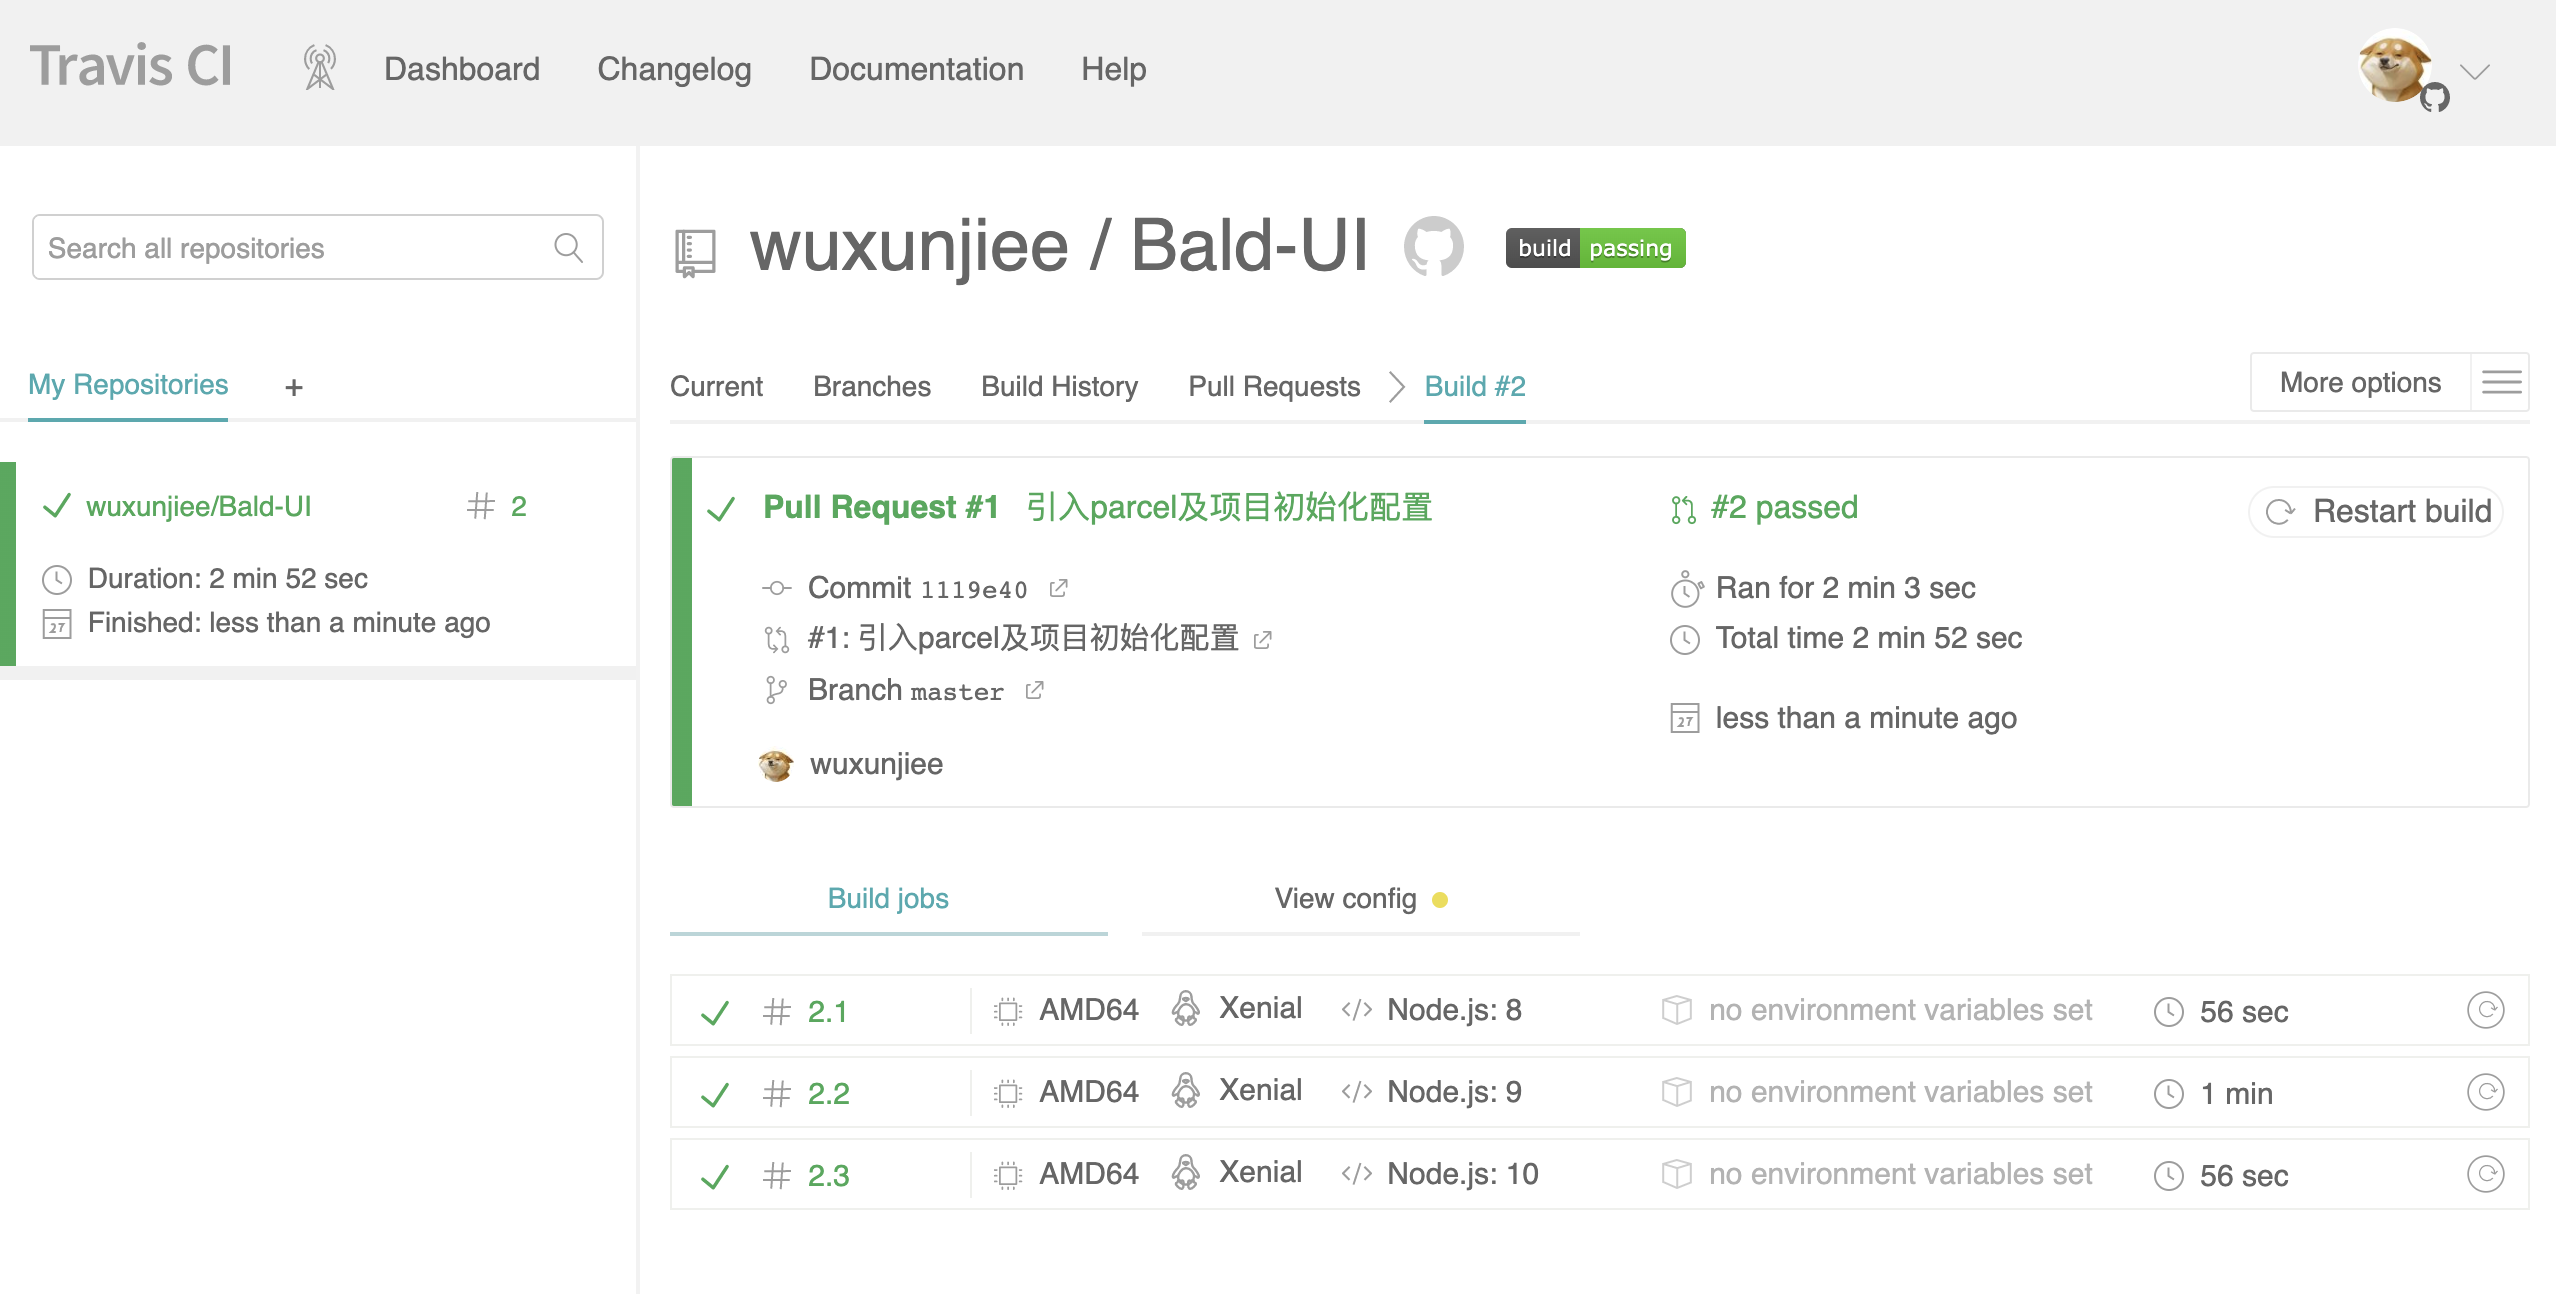 Travis CI
Dashboard
Changelog
Documentation
Help
Search all repositories
My Repositories
+
wuxunjiee/Bald-UI
# 2
Duration: 2 min 52 sec
27 Finished: less than a minute ago
wuxunjiee / Bald-UI
build passing
Current
Branches
Build History
Pull Requests
Build #2
More options
Pull Request #1 引入parcel及项目初始化配置
Commit 1119e40
#1: 引入parcel及项目初始化配置
Branch master
wuxunjiee
#2 passed
Ran for 2 min 3 sec
Total time 2 min 52 sec
27 less than a minute ago
Restart build
Build jobs
View config
# 2.1 AMD64 Xenial </> Node.js: 8 no environment variables set 56 sec
# 2.2 AMD64 Xenial </> Node.js: 9 no environment variables set 1 min
# 2.3 AMD64 Xenial </> Node.js: 10 no environment variables set 56 sec